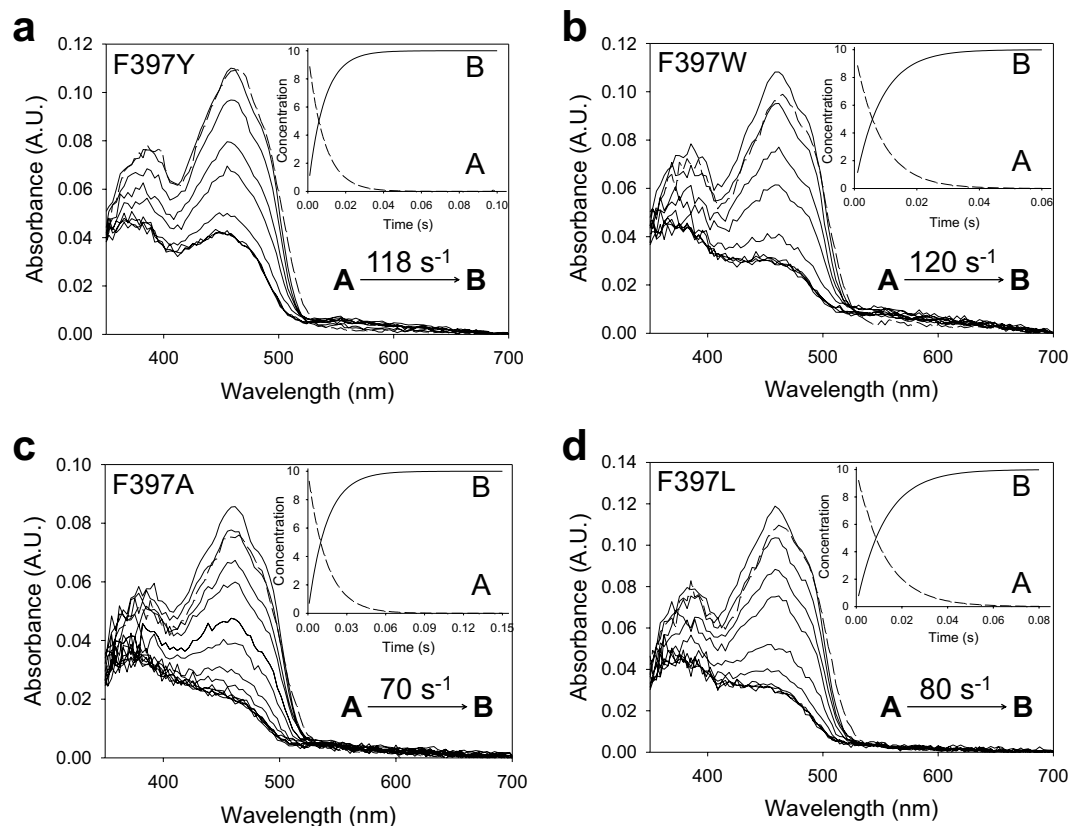 a
F397Y
Absorbance (A.U.)
0.12
0.10
0.08
0.06
0.04
0.02
0.00
400 500 600 700
Wavelength (nm)
Concentration
10
8
6
4
2
0
0.00 0.02 0.04 0.06 0.08 0.10
Time (s)
B
A
A 118 s-1 B
b
F397W
Absorbance (A.U.)
0.12
0.10
0.08
0.06
0.04
0.02
0.00
400 500 600 700
Wavelength (nm)
Concentration
10
8
6
4
2
0
0.00 0.02 0.04 0.06
Time (s)
B
A
A 120 s-1 B
c
F397A
Absorbance (A.U.)
0.10
0.08
0.06
0.04
0.02
0.00
400 500 600 700
Wavelength (nm)
Concentration
10
8
6
4
2
0
0.00 0.03 0.06 0.09 0.12 0.15
Time (s)
B
A
A 70 s-1 B
d
F397L
Absorbance (A.U.)
0.14
0.12
0.10
0.08
0.06
0.04
0.02
0.00
400 500 600 700
Wavelength (nm)
Concentration
10
8
6
4
2
0
0.00 0.02 0.04 0.06 0.08
Time (s)
B
A
A 80 s-1 B